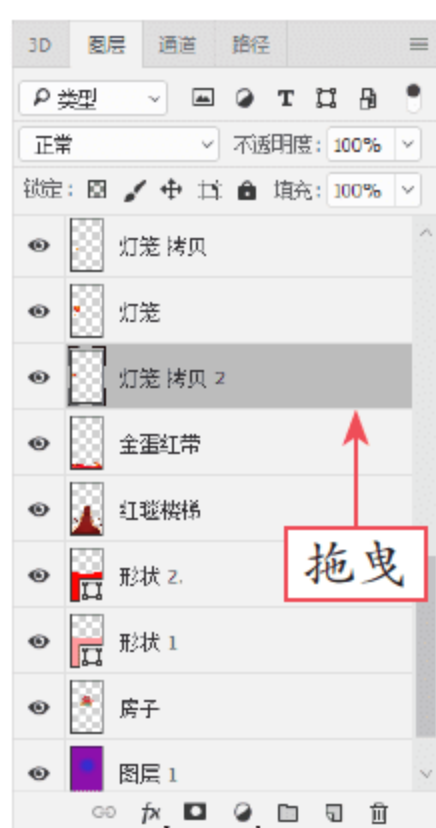 3D 图层 通道 路径
类型
正常 不透明度: 100%
锁定: 填充: 100%
灯笼 拷贝
灯笼
灯笼 拷贝 2
金蛋红带
红毯楼梯
形状 2.
拖曳
形状 1
房子
图层 1
fx